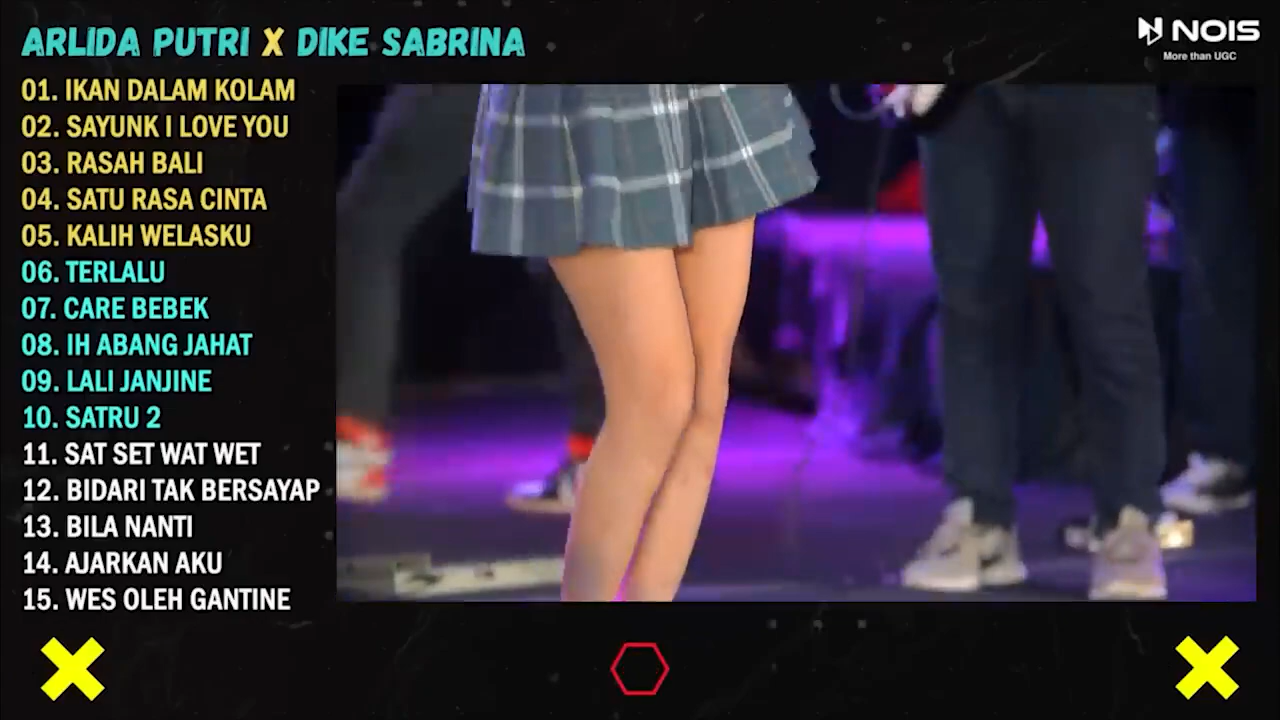 ARLIDA PUTRI X DIKE SABRINA
NOIS
More than UGC
01. IKAN DALAM KOLAM
02. SAYUNK I LOVE YOU
03. RASAH BALI
04. SATU RASA CINTA
05. KALIH WELASKU
06. TERLALU
07. CARE BEBEK
08. IH ABANG JAHAT
09. LALI JANJINE
10. SATRU 2
11. SAT SET WAT WET
12. BIDARI TAK BERSAYAP
13. BILA NANTI
14. AJARKAN AKU
15. WES OLEH GANTINE